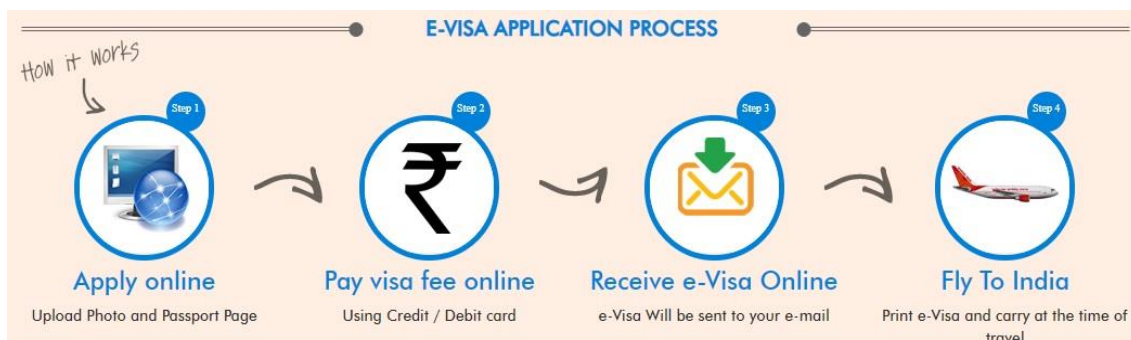 E-VISA APPLICATION PROCESS
How it works
Step 1
Step 2
Step 3
Step 4
₹
Apply online
Pay visa fee online
Receive e-Visa Online
Fly To India
Upload Photo and Passport Page
Using Credit / Debit card
e-Visa Will be sent to your e-mail
Print e-Visa and carry at the time of
travel